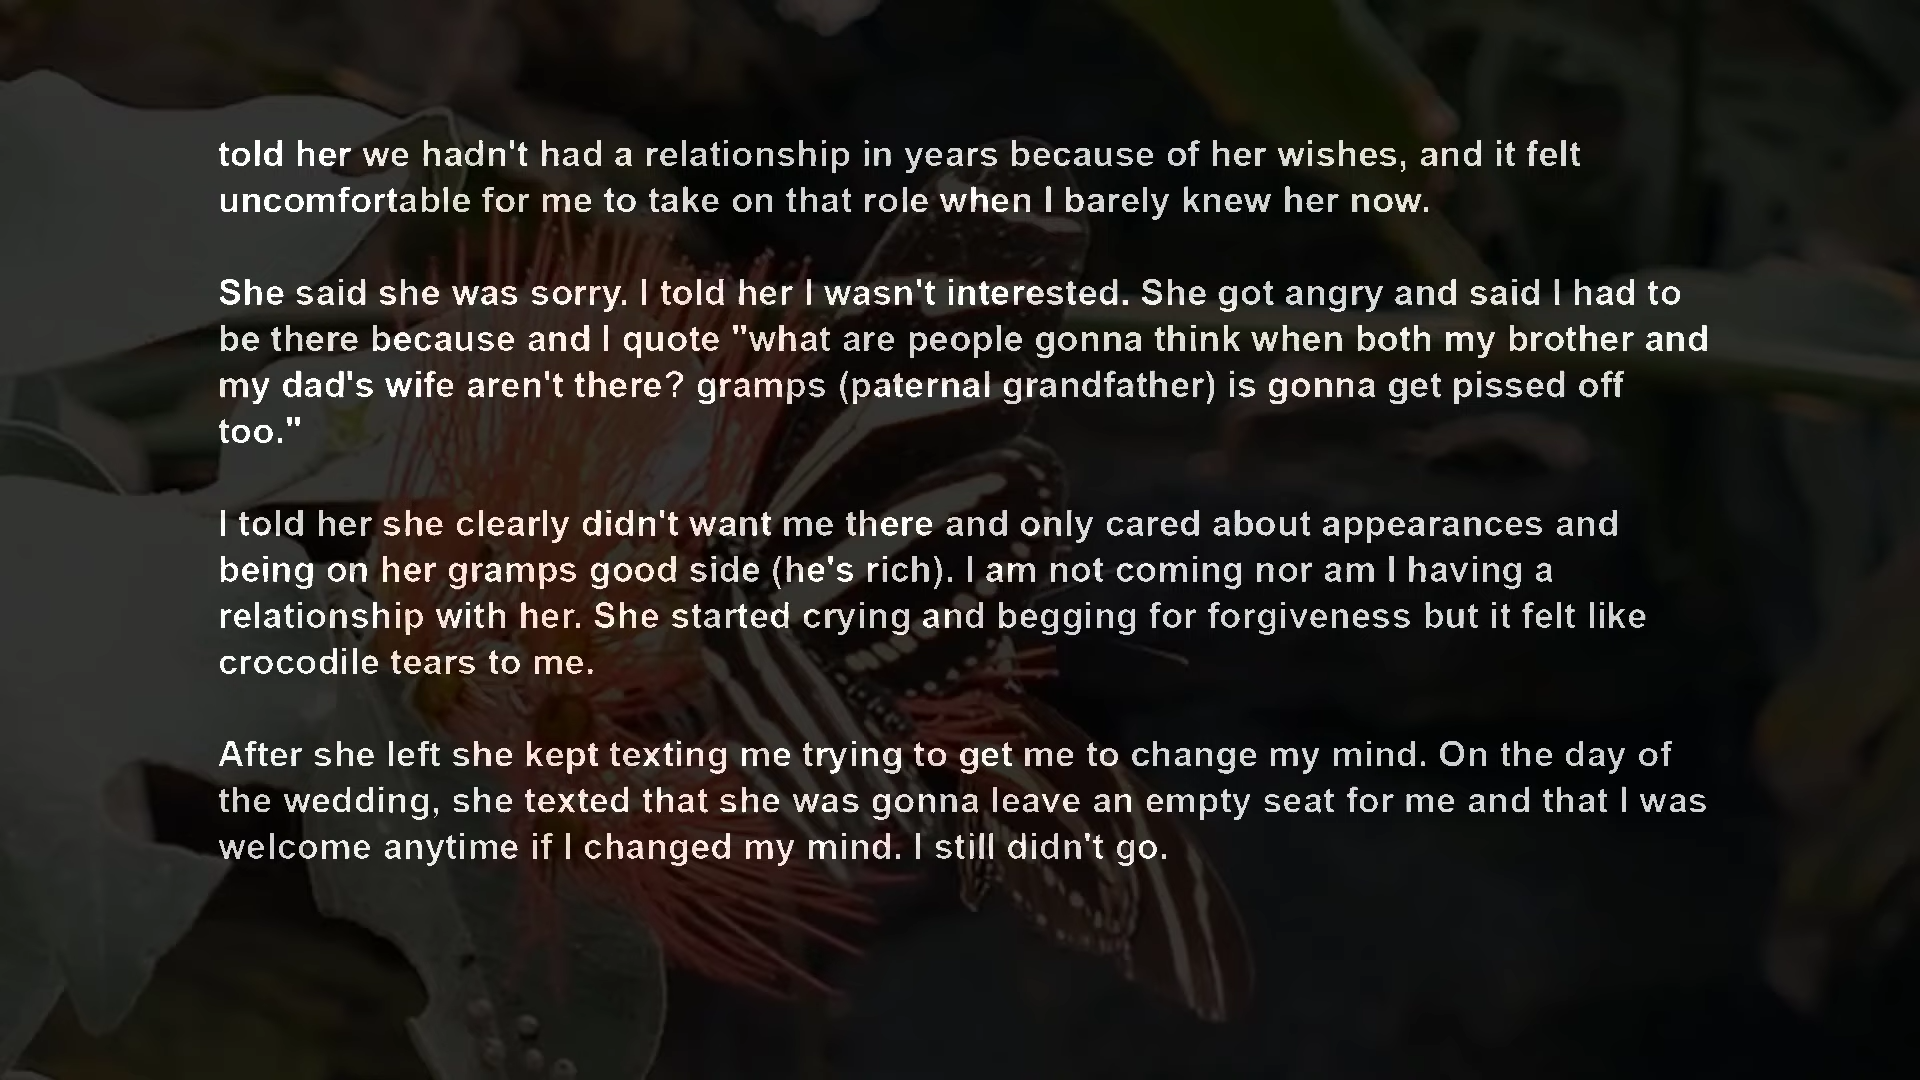 told her we hadn't had a relationship in years because of her wishes, and it felt
uncomfortable for me to take on that role when I barely knew her now.
She said she was sorry. I told her I wasn't interested. She got angry and said I had to
be there because and I quote "what are people gonna think when both my brother and
my dad's wife aren't there? gramps (paternal grandfather) is gonna get pissed off
too."
I told her she clearly didn't want me there and only cared about appearances and
being on her gramps good side (he's rich). I am not coming nor am I having a
relationship with her. She started crying and begging for forgiveness but it felt like
crocodile tears to me.
After she left she kept texting me trying to get me to change my mind. On the day of
the wedding, she texted that she was gonna leave an empty seat for me and that I was
welcome anytime if I changed my mind. I still didn't go.